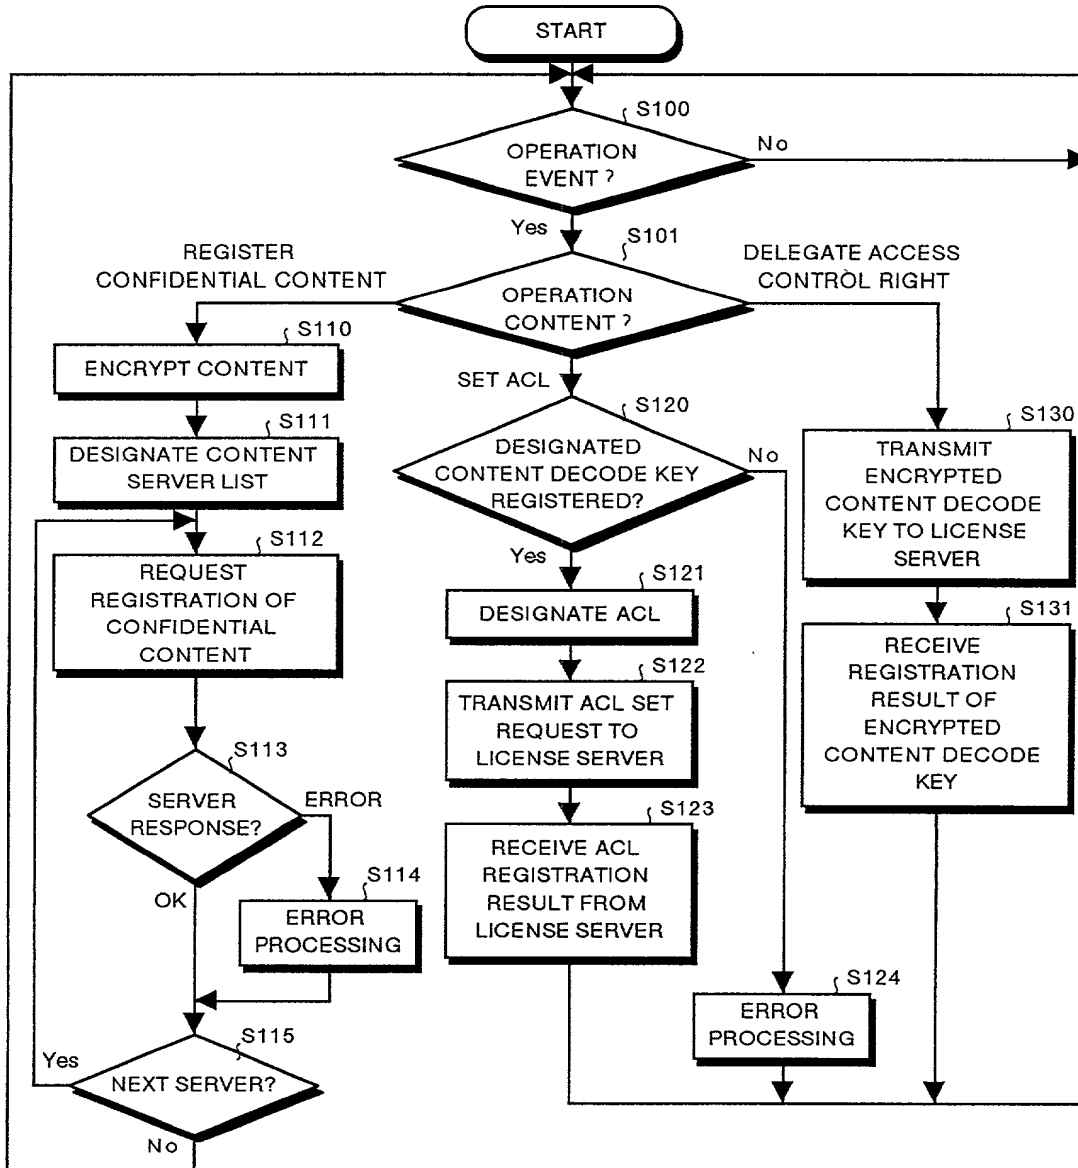 START
S100
OPERATION
EVENT ?
No
Yes
S101
REGISTER
CONFIDENTIAL CONTENT
DELEGATE ACCESS
CONTROL RIGHT
OPERATION
CONTENT ?
S110
ENCRYPT CONTENT
SET ACL
S111
DESIGNATE CONTENT
SERVER LIST
S112
REQUEST
REGISTRATION OF
CONFIDENTIAL
CONTENT
S113
SERVER
RESPONSE?
ERROR
OK
S114
ERROR
PROCESSING
S115
NEXT SERVER?
Yes
No
S120
DESIGNATED
CONTENT DECODE KEY
REGISTERED?
No
Yes
S121
DESIGNATE ACL
S122
TRANSMIT ACL SET
REQUEST TO
LICENSE SERVER
S123
RECEIVE ACL
REGISTRATION
RESULT FROM
LICENSE SERVER
S124
ERROR
PROCESSING
S130
TRANSMIT
ENCRYPTED
CONTENT DECODE
KEY TO LICENSE
SERVER
S131
RECEIVE
REGISTRATION
RESULT OF
ENCRYPTED
CONTENT DECODE
KEY